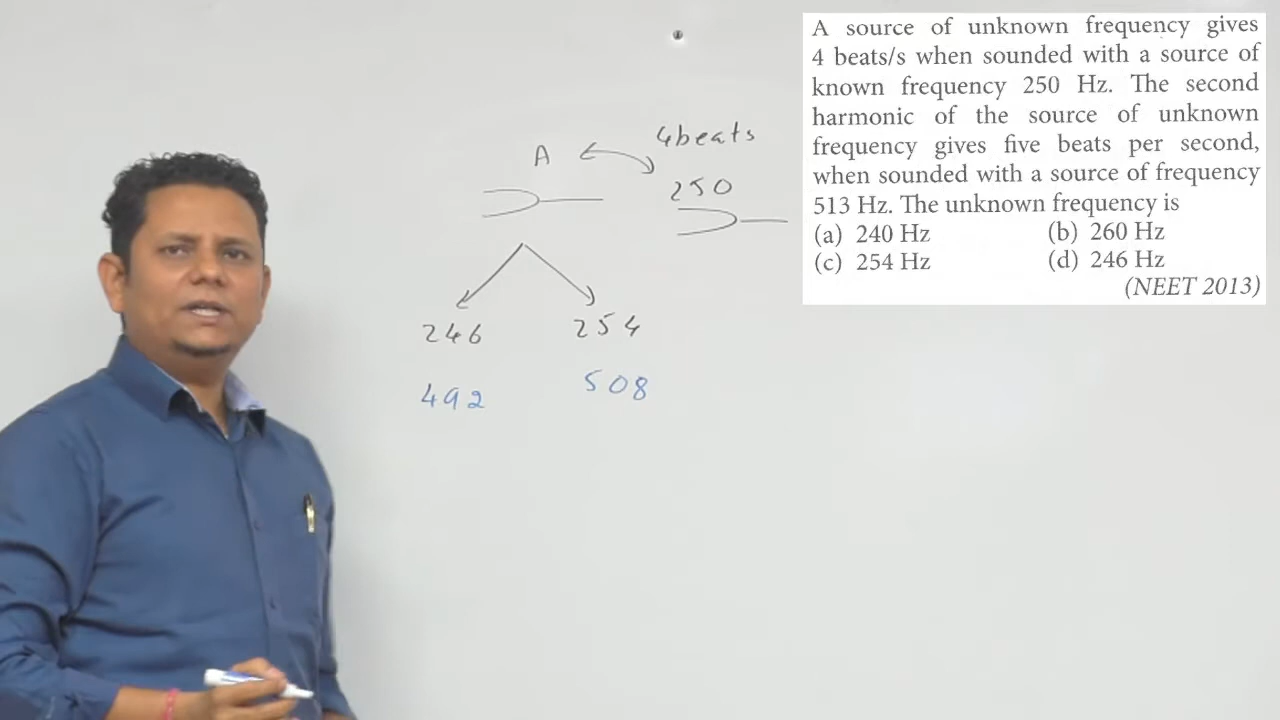 A source of unknown frequency gives
4 beats/s when sounded with a source of
known frequency 250 Hz. The second
harmonic of the source of unknown
frequency gives five beats per second,
when sounded with a source of frequency
513 Hz. The unknown frequency is
(a) 240 Hz (b) 260 Hz
(c) 254 Hz (d) 246 Hz
(NEET 2013)
4 beats
A
250
246 254
492 508